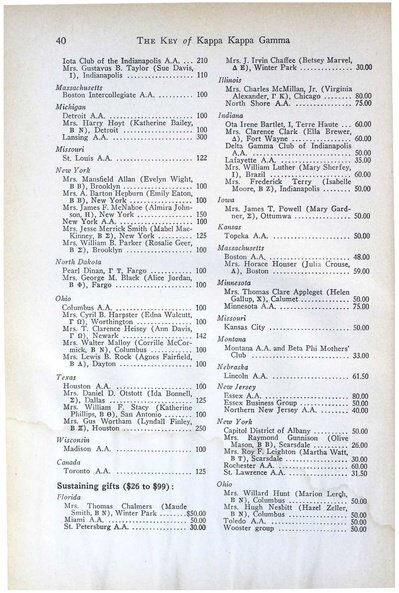 40
THE KEY of KAPPA KAPPA GAMMA
Iota Club of the Indianapolis A.A. ... 210
Mrs. Gustavus B. Taylor (Sue Davis,
I), Indianapolis .................. 110
Massachusetts
Boston Intercollegiate A.A. .......... 100
Michigan
Detroit A.A. ...................... 100
Mrs. Harry Hoyt (Katherine Bailey,
B N), Detroit .................... 100
Lansing A.A. ...................... 300
Missouri
St. Louis A.A. .................... 122
New York
Mrs. Mansfield Allan (Evelyn Wight,
B B), Brooklyn .................. 100
Mrs. A. Barton Hepburn (Emily Eaton,
B B), New York .................. 100
Mrs. James F. McNaboe (Almira John-
son, H), New York ............... 150
New York A.A. ..................... 100
Mrs. Jesse Merrick Smith (Mabel Mac-
Kinney, B Σ), New York .......... 125
Mrs. William B. Parker (Rosalie Geer,
B Σ), Brooklyn .................. 100
North Dakota
Pearl Dinan, Γ T, Fargo ............ 100
Mrs. George M. Black (Alice Jordan,
B Φ), Fargo ..................... 100
Ohio
Columbus A.A. ..................... 100
Mrs. Cyril B. Harpster (Edna Walcutt,
Γ Ω), Worthington ............... 100
Mrs. T. Clarence Heisey (Ann Davis,
Γ Ω), Newark .................... 142
Mrs. Walter Malloy (Corrille McCor-
mick, B N), Columbus ............ 100
Mrs. Lewis B. Rock (Agnes Fairfield,
B Λ), Dayton .................... 100
Texas
Houston A.A. ...................... 100
Mrs. Daniel D. Otstott (Ida Bonnell,
Σ), Dallas ...................... 125
Mrs. William F. Stacy (Katherine
Phillips, B Θ), San Antonio ..... 100
Mrs. Gus Wortham (Lyndall Finley,
B Ξ), Houston ................... 250
Wisconsin
Madison A.A. ...................... 100
Canada
Toronto A.A. ...................... 125
Sustaining gifts ($26 to $99):
Florida
Mrs. Thomas Chalmers (Maude
Smith, B N), Winter Park ....... $50.00
Miami A.A. ....................... 50.00
St. Petersburg A.A. .............. 30.00
Mrs. J. Irvin Chaffee (Betsey Marvel,
Δ E), Winter Park .............. 30.00
Illinois
Mrs. Charles McMillan, Jr. (Virginia
Alexander, Γ K), Chicago ....... 80.00
North Shore A.A. ................. 75.00
Indiana
Ota Irene Bartlet, I, Terre Haute ... 60.00
Mrs. Clarence Clark (Ella Brewer,
Δ), Fort Wayne ................. 60.00
Delta Gamma Club of Indianapolis
A.A. ........................... 50.00
Lafayette A.A. ................... 35.00
Mrs. William Luther (Mary Sherfey,
I), Brazil ..................... 60.00
Mrs. Frederick Terry (Isabelle
Moore, B Z), Indianapolis ...... 50.00
Iowa
Mrs. James T. Powell (Mary Gard-
ner, Σ), Ottumwa ............... 50.00
Kansas
Topeka A.A. ...................... 50.00
Massachusetts
Boston A.A. ...................... 48.00
Mrs. Horace Houser (Julia Crouse,
Δ), Boston ..................... 59.00
Minnesota
Mrs. Thomas Clare Appleget (Helen
Gallup, X), Calumet ............ 50.00
Minnesota A.A. ................... 75.00
Missouri
Kansas City ...................... 50.00
Montana
Montana A.A. and Beta Phi Mothers'
Club ........................... 33.00
Nebraska
Lincoln A.A. ..................... 61.50
New Jersey
Essex A.A. ....................... 80.00
Essex Business Group ............. 50.00
Northern New Jersey A.A. ......... 40.00
New York
Capitol District of Albany ....... 50.00
Mrs. Raymond Gunnison (Olive
Mason, B B), Scarsdale ......... 26.00
Mrs. Roy F. Leighton (Martha Watt,
B T), Scarsdale ................ 30.00
Rochester A.A. ................... 60.00
St. Lawrence A.A. ................ 31.50
Ohio
Mrs. Willard Hunt (Marion Lergh,
B N), Columbus ................. 50.00
Mrs. Hugh Nesbitt (Hazel Zeller,
B N), Columbus ................. 50.00
Toledo A.A. ...................... 50.00
Wooster group .................... 50.00